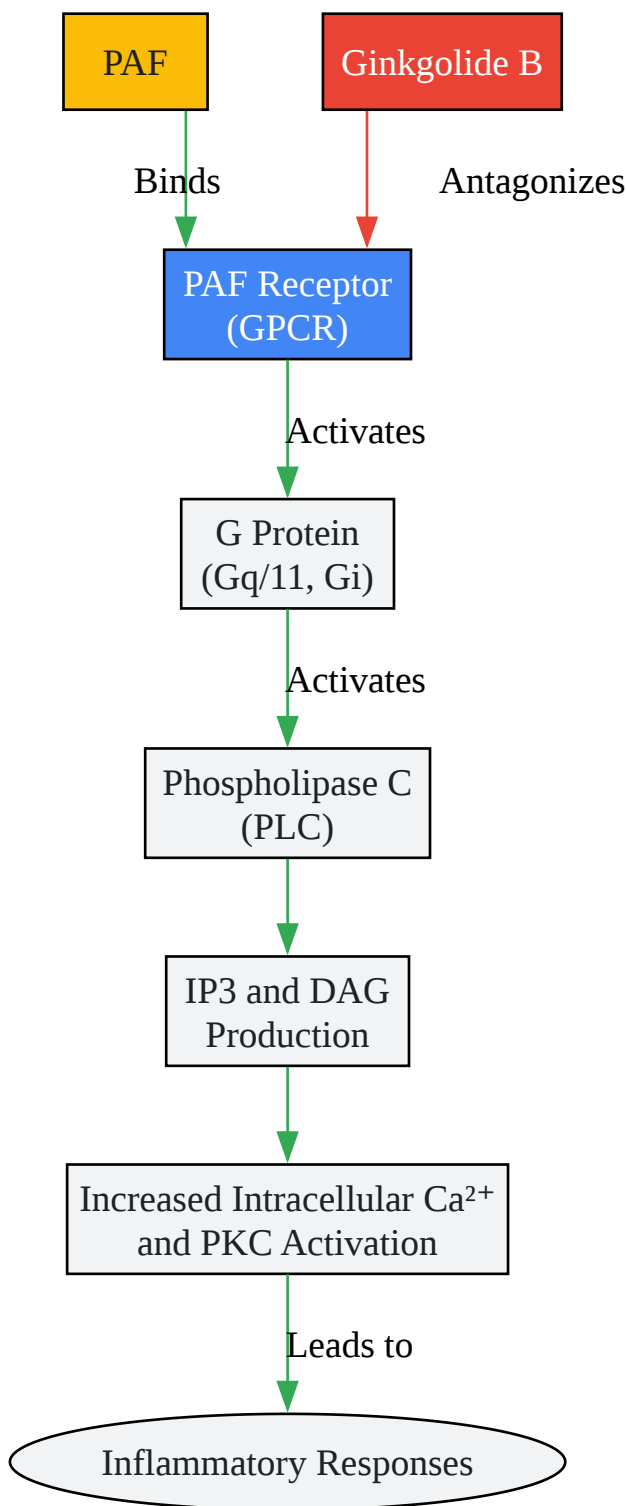 PAF
Ginkgolide B
Binds
Antagonizes
PAF Receptor
(GPCR)
Activates
G Protein
(Gq/11, Gi)
Activates
Phospholipase C
(PLC)
IP3 and DAG
Production
Increased Intracellular Ca²⁺
and PKC Activation
Leads to
Inflammatory Responses